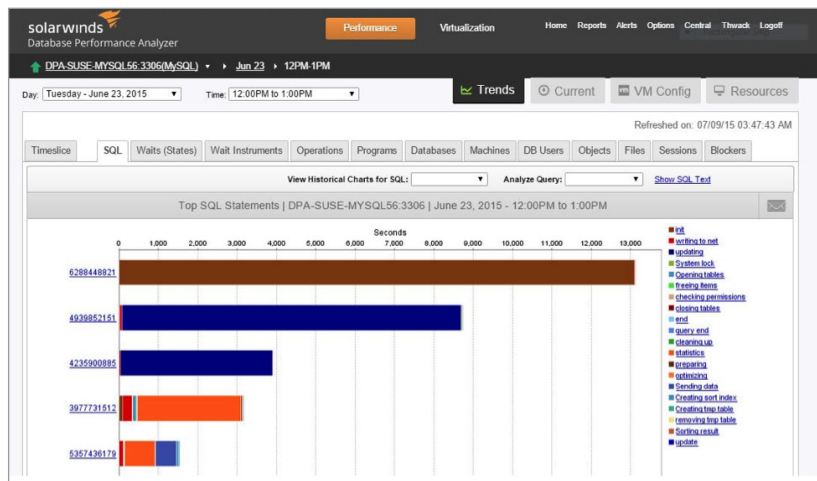 solarwinds
Database Performance Analyzer
Performance
Virtualization
Home Reports Alerts Options Central Thwack Logoff
DPA-SUSE-MYSQL56:3306(MySQL) Jun 23 12PM-1PM
Day: Tuesday - June 23, 2015 Time: 12:00PM to 1:00PM
Trends Current VM Config Resources
Refreshed on: 07/09/15 03:47:43 AM
Timeslice SQL Waits (States) Wait Instruments Operations Programs Databases Machines DB Users Objects Files Sessions Blockers
View Historical Charts for SQL: Analyze Query: Show SQL Text
Top SQL Statements | DPA-SUSE-MYSQL56:3306 | June 23, 2015 - 12:00PM to 1:00PM
Seconds
0 1,000 2,000 3,000 4,000 5,000 6,000 7,000 8,000 9,000 10,000 11,000 12,000 13,000
6288448821
4939852151
4235900885
3977731512
5357436179
init
writing to net
updating
System lock
Opening tables
freeing items
checking permissions
closing tables
end
query end
cleaning up
statistics
preparing
optimizing
Sending data
Creating sort index
Creating tmp table
removing tmp table
Sorting result
update